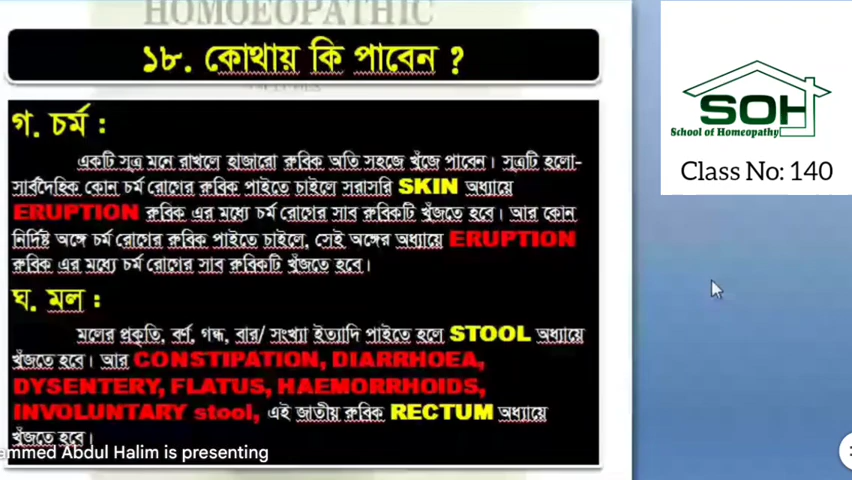 HOMOEOPATHIC
১৮. কোথায় কি পাবেন ?
গ. চর্ম :
একটি সূত্র মনে রাখলে হাজারো রুবিক অতি সহজে খুঁজে পাবেন। সূত্রটি হলো-
সার্বদৈহিক কোন চর্ম রোগের রুবিক পাইতে চাইলে সরাসরি SKIN অধ্যায়ে
ERUPTION রুবিক এর মধ্যে চর্ম রোগের সাব রুবিকটি খুঁজতে হবে। আর কোন
নির্দিষ্ট অঙ্গে চর্ম রোগের রুবিক পাইতে চাইলে, সেই অঙ্গের অধ্যায়ে ERUPTION
রুবিক এর মধ্যে চর্ম রোগের সাব রুবিকটি খুঁজতে হবে।
ঘ. মল :
মলের প্রকৃতি, বর্ণ, গন্ধ, বার/ সংখ্যা ইত্যাদি পাইতে হলে STOOL অধ্যায়ে
খুঁজতে হবে। আর CONSTIPATION, DIARRHOEA,
DYSENTERY, FLATUS, HAEMORRHOIDS,
INVOLUNTARY stool, এই জাতীয় রুবিক RECTUM অধ্যায়ে
খুঁজতে হবে।
ammed Abdul Halim is presenting
SOH
School of Homeopathy
Class No: 140